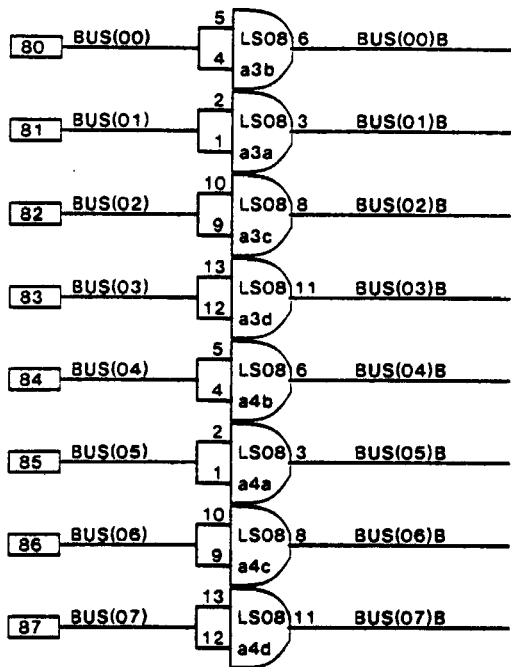 5
80 BUS(00) LS08 6 BUS(00)B
4
a3b
2
81 BUS(01) LS08 3 BUS(01)B
1 a3a
10
82 BUS(02) LS08 8 BUS(02)B
9 a3c
13
83 BUS(03) LS08 11 BUS(03)B
12 a3d
5
84 BUS(04) LS08 6 BUS(04)B
4 a4b
2
85 BUS(05) LS08 3 BUS(05)B
1 a4a
10
86 BUS(06) LS08 8 BUS(06)B
9 a4c
13
87 BUS(07) LS08 11 BUS(07)B
12 a4d